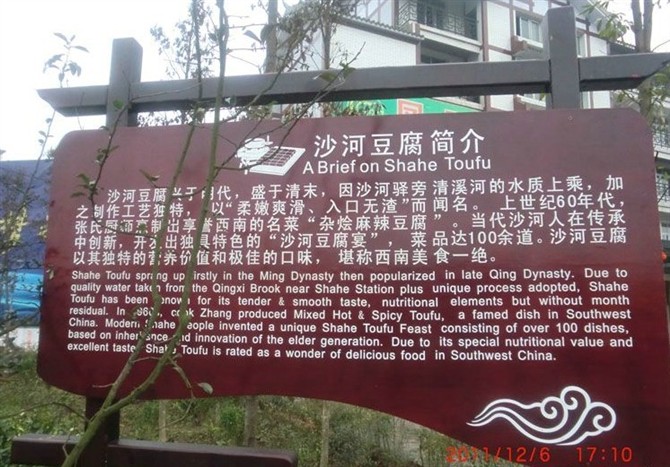 沙河豆腐简介
A Brief on Shahe Toufu
沙河豆腐 于 代，盛于清末，因沙河驿旁清溪河的水质上乘，加
之制作工艺独特，以“柔嫩爽滑、入口无渣”而闻名。上世纪60年代，
张氏厨师 制出享誉西南的名菜“杂烩麻辣豆腐”。当代沙河人在传承
中创新，开发出独具特色的“沙河豆腐宴”，菜品达100余道。沙河豆腐
以其独特的营养价值和极佳的口味，堪称西南美食一绝。
Shahe Toufu sprang up firstly in the Ming Dynasty then popularized in late Qing Dynasty. Due to
quality water taken from the Qingxi Brook near Shahe Station plus unique process adopted, Shahe
Toufu has been known for its tender & smooth taste, nutritional elements but without month
residual. In 1960s, cook Zhang produced Mixed Hot & Spicy Toufu, a famed dish in Southwest
China. Modern Shahe people invented a unique Shahe Toufu Feast consisting of over 100 dishes,
based on inheritance and innovation of the elder generation. Due to its special nutritional value and
excellent taste, Shahe Toufu is rated as a wonder of delicious food in Southwest China.
2011/12/6 17:10